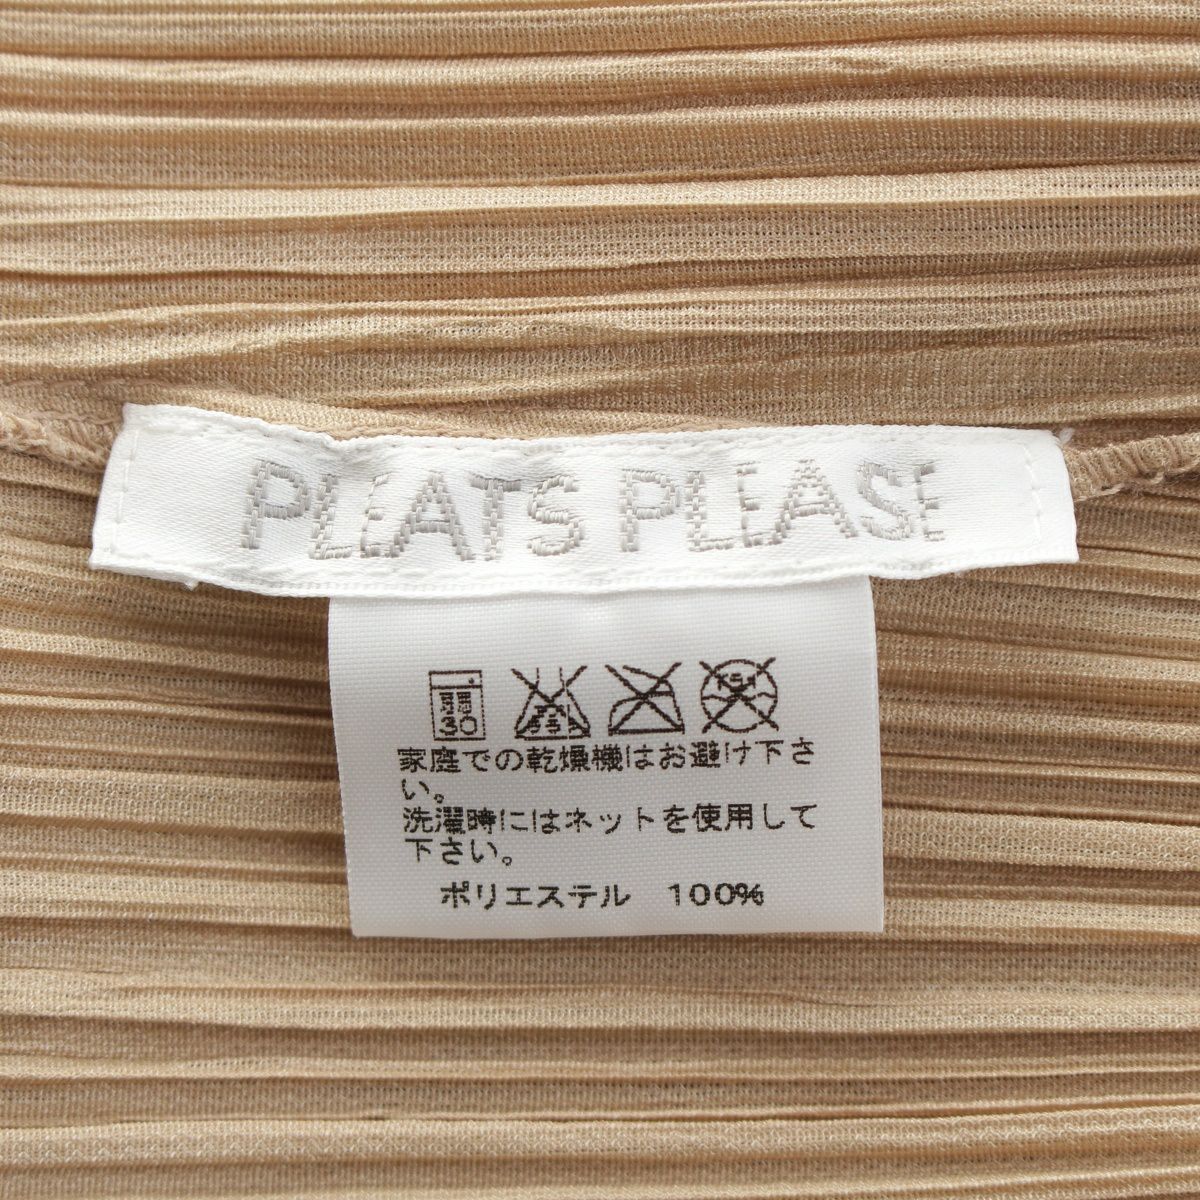 PLEATS PLEASE
弱
30
家庭での乾燥機はお避け下さ
い。
洗濯時にはネットを使用して
下さい。
ポリエステル 100%